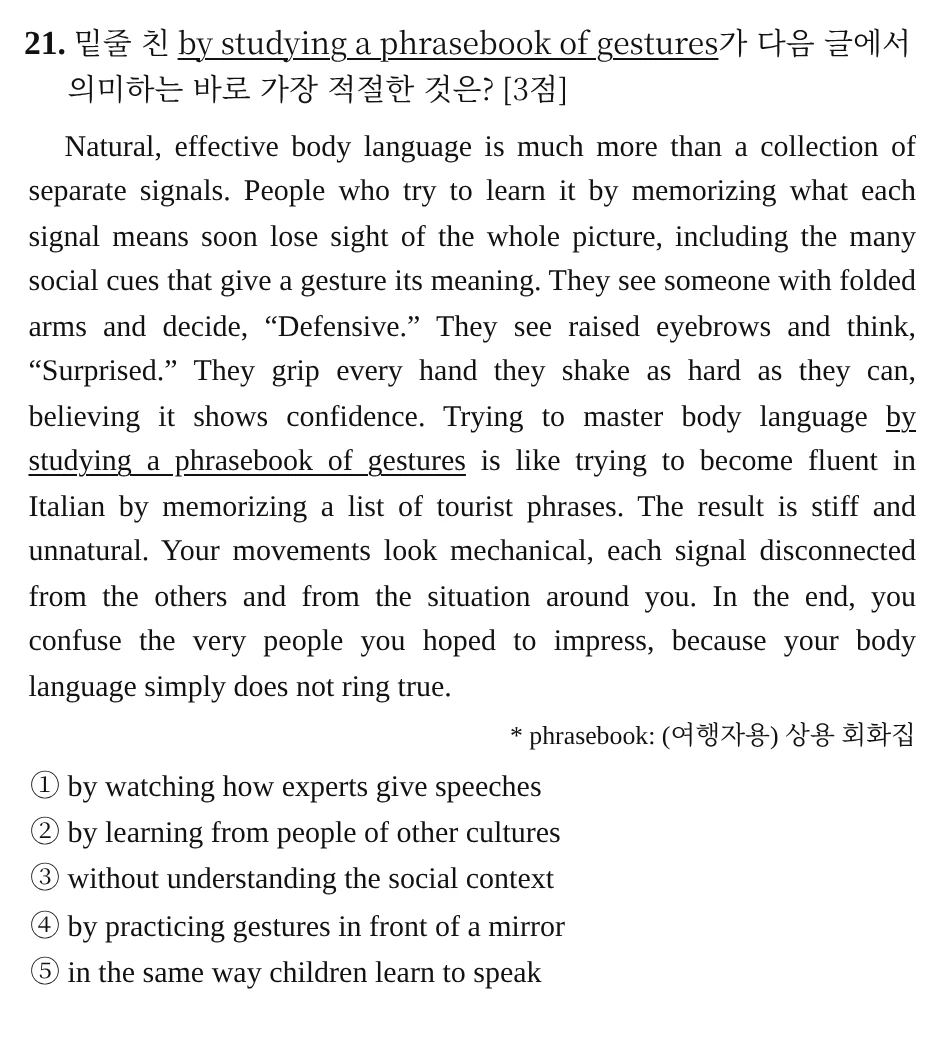 21. 밑줄 친 by studying a phrasebook of gestures가 다음 글에서
의미하는 바로 가장 적절한 것은? [3점]
Natural, effective body language is much more than a collection of
separate signals. People who try to learn it by memorizing what each
signal means soon lose sight of the whole picture, including the many
social cues that give a gesture its meaning. They see someone with folded
arms and decide, “Defensive.” They see raised eyebrows and think,
“Surprised.” They grip every hand they shake as hard as they can,
believing it shows confidence. Trying to master body language by
studying a phrasebook of gestures is like trying to become fluent in
Italian by memorizing a list of tourist phrases. The result is stiff and
unnatural. Your movements look mechanical, each signal disconnected
from the others and from the situation around you. In the end, you
confuse the very people you hoped to impress, because your body
language simply does not ring true.
* phrasebook: (여행자용) 상용 회화집
① by watching how experts give speeches
② by learning from people of other cultures
③ without understanding the social context
④ by practicing gestures in front of a mirror
⑤ in the same way children learn to speak